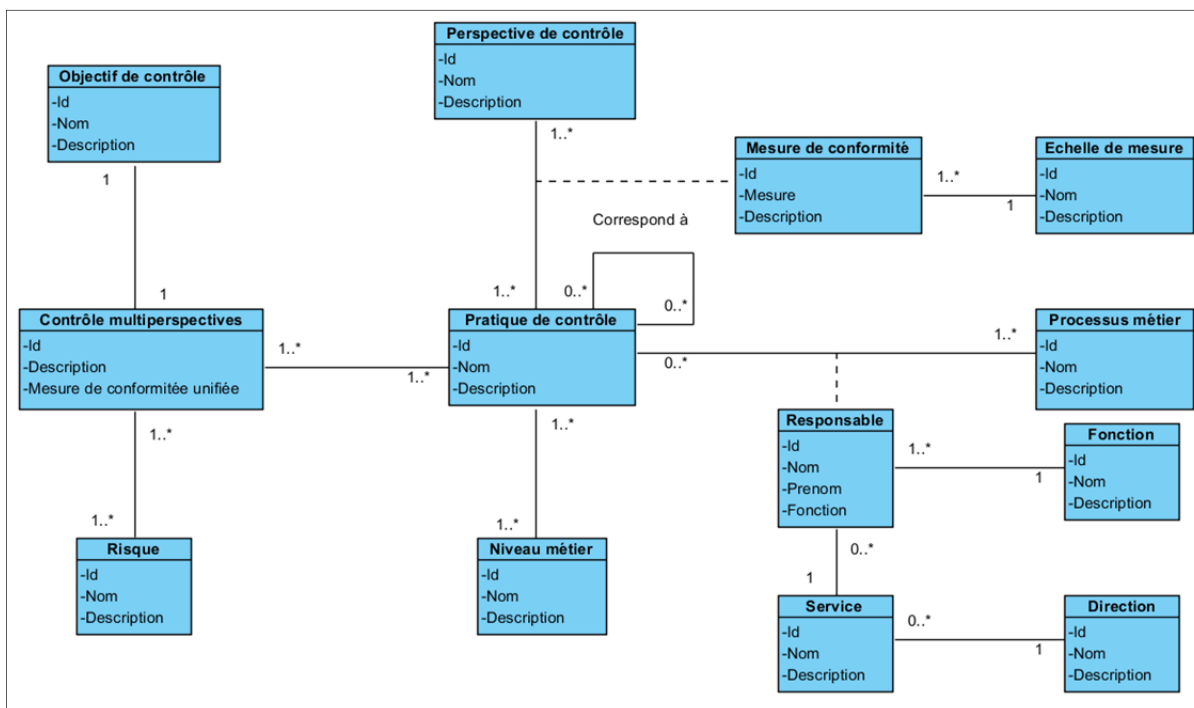 Perspective de contrôle
-Id
-Nom
-Description
1..*
Objectif de contrôle
-Id
-Nom
-Description
1
Mesure de conformité
-Id
-Mesure
-Description
1..*
Echelle de mesure
-Id
-Nom
-Description
1
Correspond à
0..*
0..*
1
Contrôle multiperspectives
-Id
-Description
-Mesure de conformitée unifiée
1..*
1..*
1..*
Pratique de contrôle
-Id
-Nom
-Description
1..*
0..*
1..*
Processus métier
-Id
-Nom
-Description
1..*
1..*
Risque
-Id
-Nom
-Description
1..*
Niveau métier
-Id
-Nom
-Description
Responsable
-Id
-Nom
-Prenom
-Fonction
1..*
1
Fonction
-Id
-Nom
-Description
0..*
1
Service
-Id
-Nom
-Description
0..*
1
Direction
-Id
-Nom
-Description